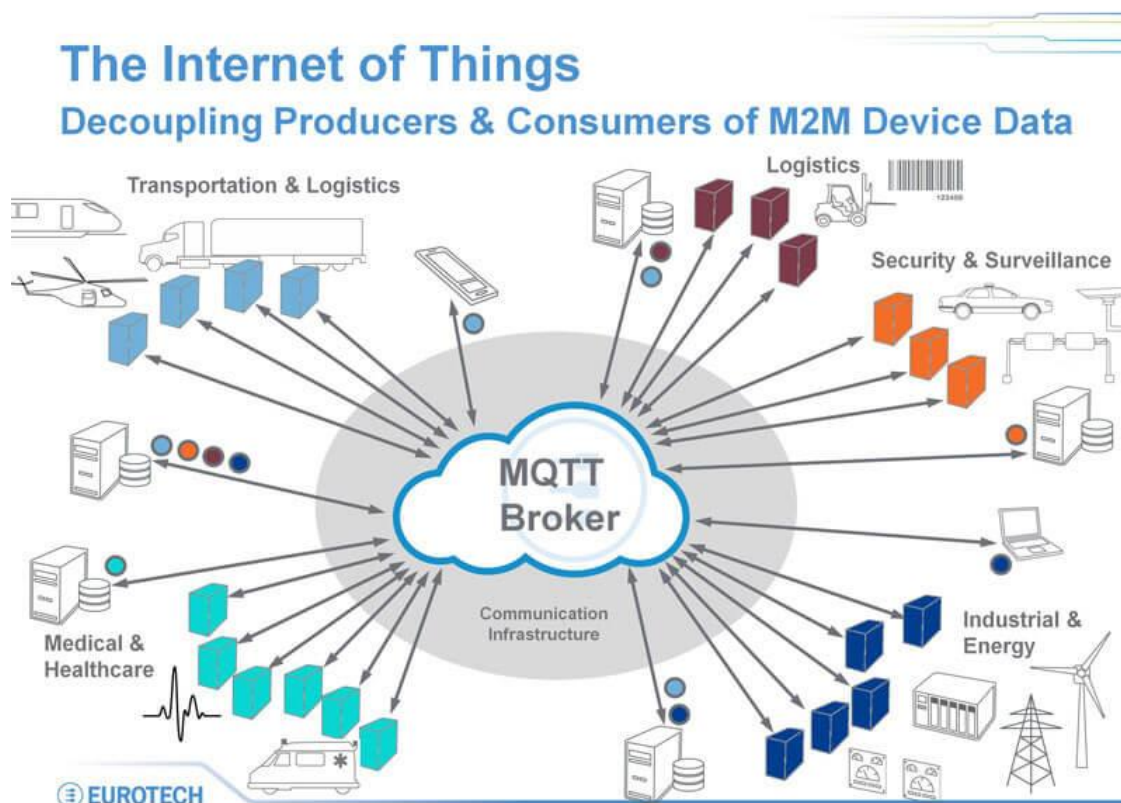 The Internet of Things
Decoupling Producers & Consumers of M2M Device Data
Transportation & Logistics
Logistics
123456
Security & Surveillance
MQTT
Broker
Communication
Infrastructure
Medical &
Healthcare
Industrial &
Energy
EUROTECH